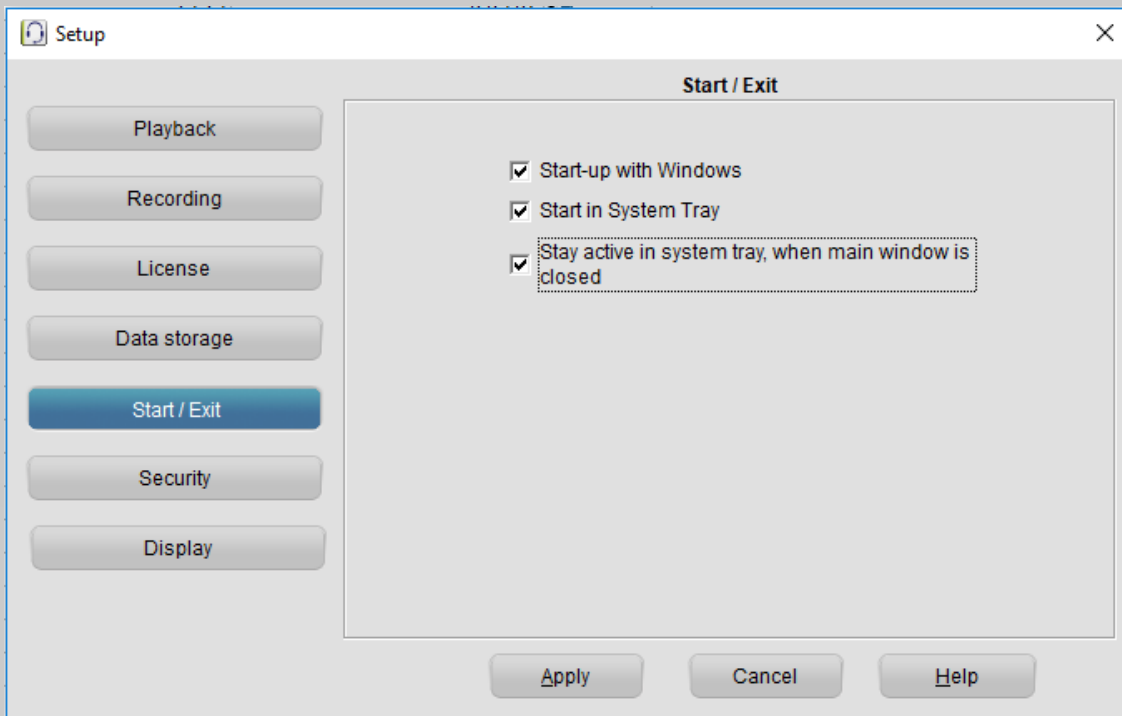 Setup
Start / Exit
Playback
Recording
License
Data storage
Start / Exit
Security
Display
Start-up with Windows
Start in System Tray
Stay active in system tray, when main window is
closed
Apply
Cancel
Help